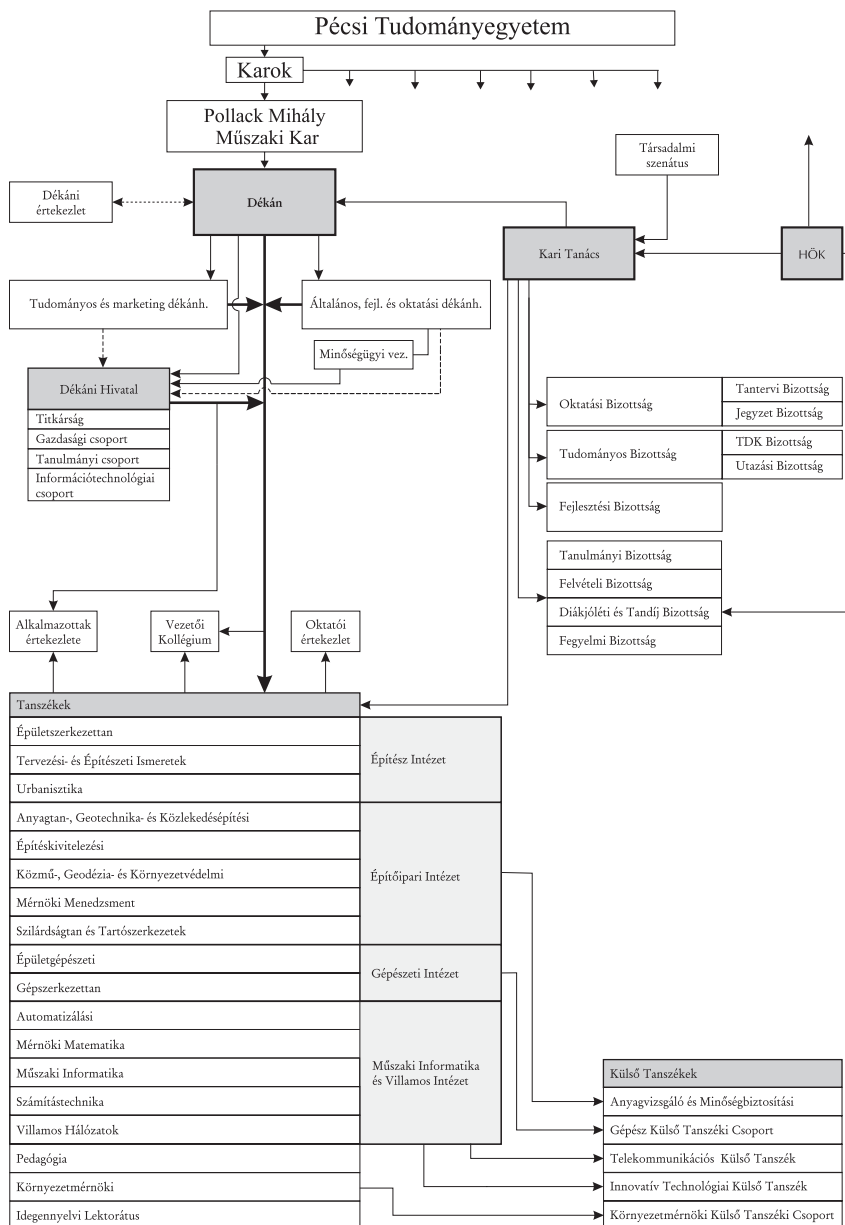 Pécsi Tudományegyetem
Karok
Pollack Mihály
Műszaki Kar
Társadalmi
szenátus
Dékáni
értekezlet
Dékán
Kari Tanács
HÖK
Tudományos és marketing dékánh.
Általános, fejl. és oktatási dékánh.
Minőségügyi vez.
Dékáni Hivatal
Titkárság
Gazdasági csoport
Tanulmányi csoport
Információtechnológiai
csoport
Oktatási Bizottság
Tantervi Bizottság
Jegyzet Bizottság
Tudományos Bizottság
TDK Bizottság
Utazási Bizottság
Fejlesztési Bizottság
Tanulmányi Bizottság
Felvételi Bizottság
Diákjóléti és Tandíj Bizottság
Fegyelmi Bizottság
Alkalmazottak
értekezlete
Vezetői
Kollégium
Oktatói
értekezlet
Tanszékek
Épületszerkezettan
Tervezési- és Építészeti Ismeretek
Urbanisztika
Építész Intézet
Anyagtan-, Geotechnika- és Közlekedésépítési
Építéskivitelezési
Közmű-, Geodézia- és Környezetvédelmi
Mérnöki Menedzsment
Szilárdságtan és Tartószerkezetek
Építőipari Intézet
Épületgépészeti
Gépszerkezettan
Gépészeti Intézet
Automatizálási
Mérnöki Matematika
Műszaki Informatika
Számítástechnika
Villamos Hálózatok
Műszaki Informatika
és Villamos Intézet
Pedagógia
Környezetmérnöki
Idegennyelvi Lektorátus
Külső Tanszékek
Anyagvizsgáló és Minőségbiztosítási
Gépész Külső Tanszéki Csoport
Telekommunikációs Külső Tanszék
Innovatív Technológiai Külső Tanszék
Környezetmérnöki Külső Tanszéki Csoport